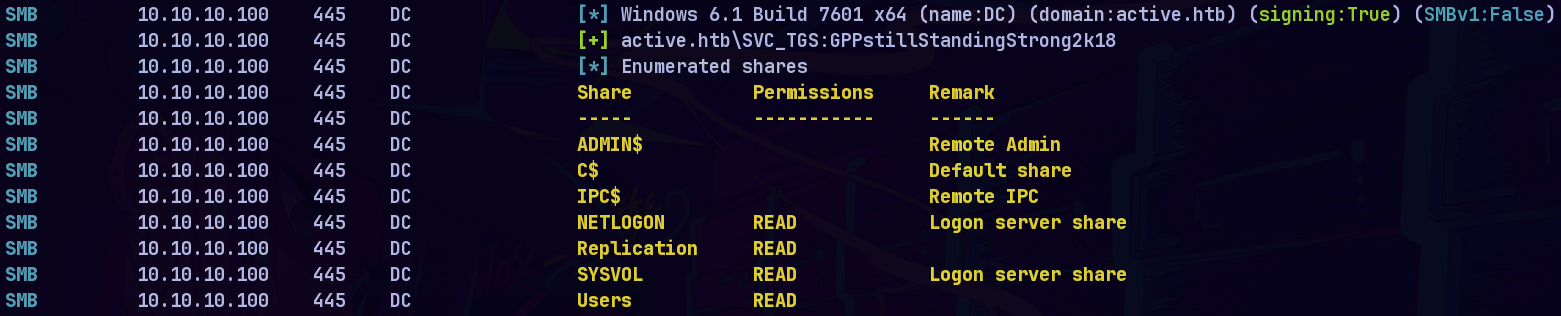 SMB 10.10.10.100 445 DC [*] Windows 6.1 Build 7601 x64 (name:DC) (domain:active.htb) (signing:True) (SMBv1:False)
SMB 10.10.10.100 445 DC [+] active.htb\SVC_TGS:GPPstillStandingStrong2k18
SMB 10.10.10.100 445 DC [*] Enumerated shares
SMB 10.10.10.100 445 DC Share Permissions Remark
SMB 10.10.10.100 445 DC ----- ----------- ------
SMB 10.10.10.100 445 DC ADMIN$ Remote Admin
SMB 10.10.10.100 445 DC C$ Default share
SMB 10.10.10.100 445 DC IPC$ Remote IPC
SMB 10.10.10.100 445 DC NETLOGON READ Logon server share
SMB 10.10.10.100 445 DC Replication READ
SMB 10.10.10.100 445 DC SYSVOL READ Logon server share
SMB 10.10.10.100 445 DC Users READ